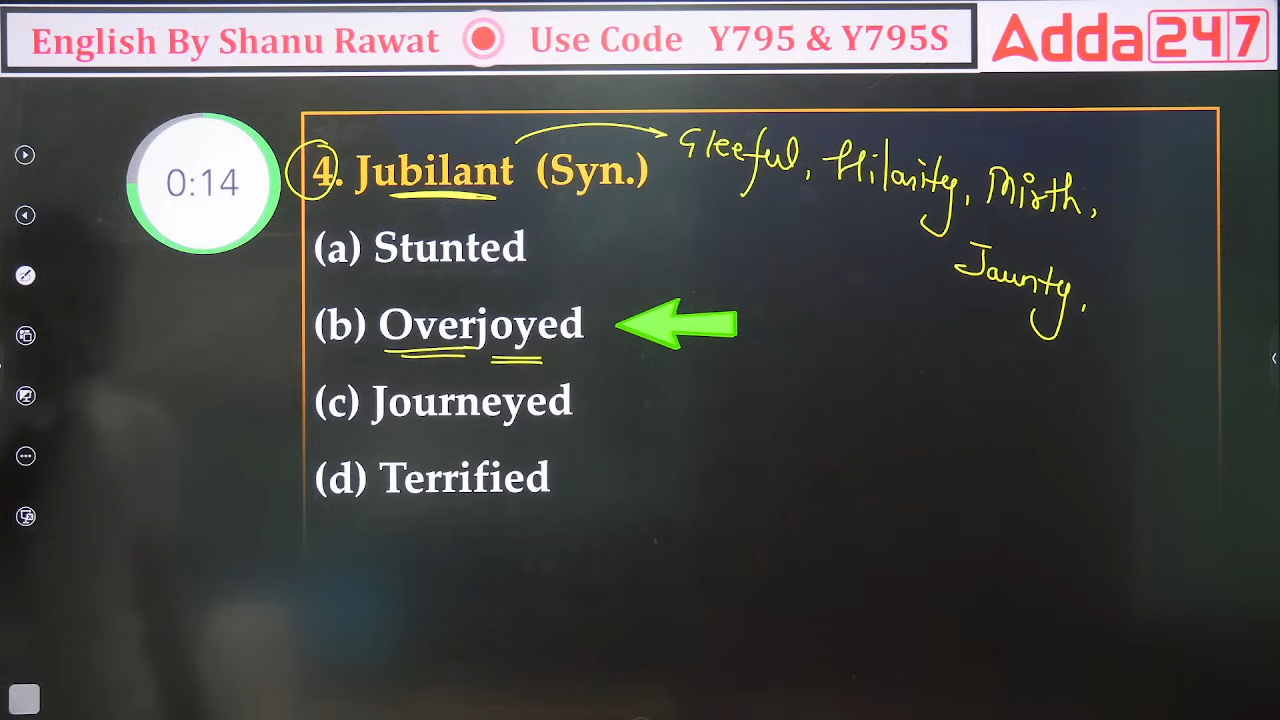 English By Shanu Rawat Use Code Y795 & Y795S
Adda247
0:14
4. Jubilant (Syn.) Gleeful, Hilarity, Mirth,
Jaunty,
(a) Stunted
(b) Overjoyed
(c) Journeyed
(d) Terrified